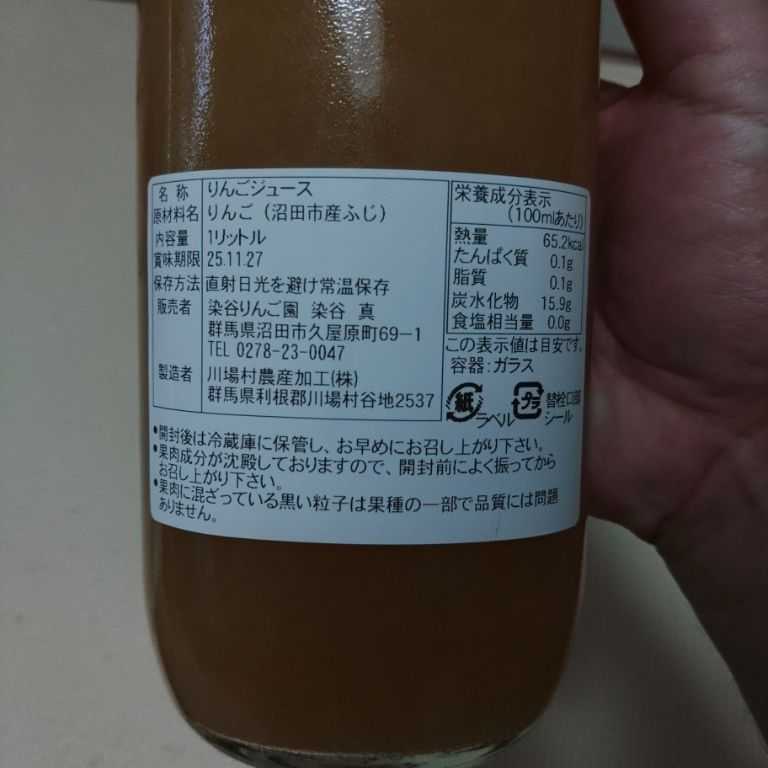 名称 りんごジュース
原材料名 りんご（沼田市産ふじ）
内容量 1リットル
賞味期限 25.11.27
保存方法 直射日光を避け常温保存
販売者 染谷りんご園 染谷 真
群馬県沼田市久屋原町69-1
TEL 0278-23-0047
製造者 川場村農産加工(株)
群馬県利根郡川場村谷地2537
栄養成分表示
(100mlあたり)
熱量 65.2kcal
たんぱく質 0.1g
脂質 0.1g
炭水化物 15.9g
食塩相当量 0.0g
この表示値は目安です。
容器:ガラス
紙 ラベル
プラ 替栓口部
シール
•開封後は冷蔵庫に保管し、お早めにお召し上がり下さい。
•果肉成分が沈殿しておりますので、開封前によく振ってから
お召し上がり下さい。
•果肉に混ざっている黒い粒子は果種の一部で品質には問題
ありません。